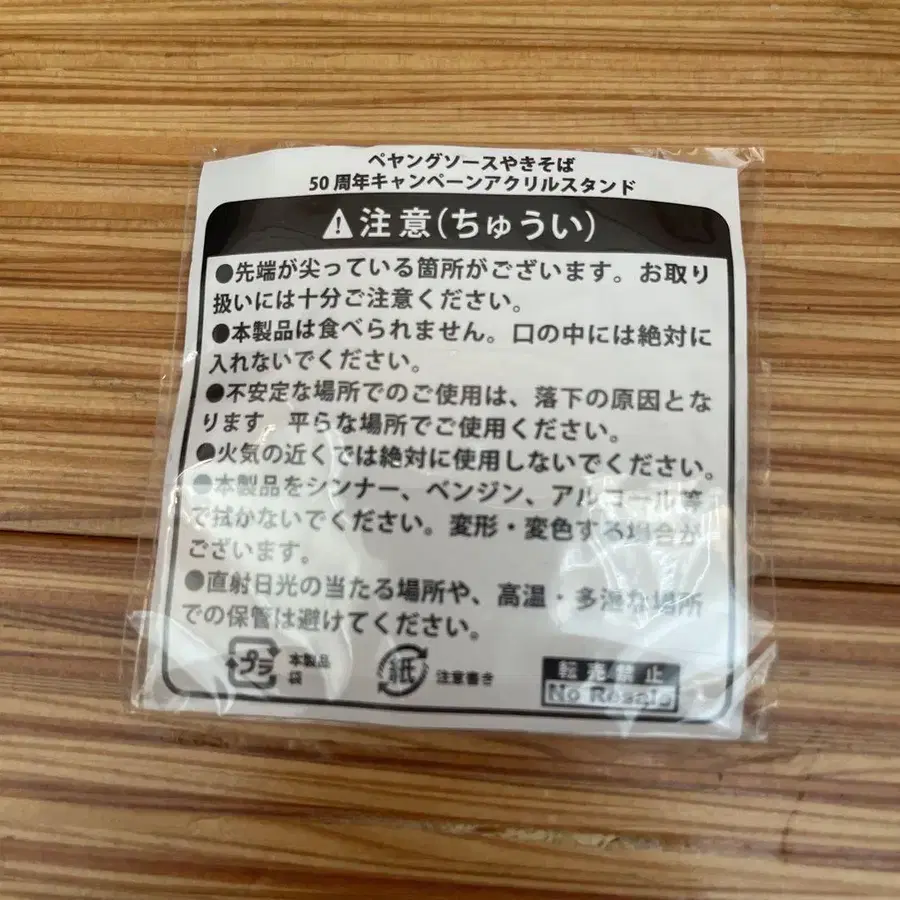 ペヤングソースやきそば
50周年キャンペーンアクリルスタンド
注意(ちゅうい)
●先端が尖っている箇所がございます。お取り
扱いには十分ご注意ください。
●本製品は食べられません。口の中には絶対に
入れないでください。
●不安定な場所でのご使用は、落下の原因とな
ります。平らな場所でご使用ください。
●火気の近くでは絶対に使用しないでください。
●本製品をシンナー、ベンジン、アルコール等
で拭かないでください。変形・変色する場合が
ございます。
●直射日光の当たる場所や、高温・多湿な場所
での保管は避けてください。
プラ 本製品 紙 注意書き 転売禁止
袋 No Resale